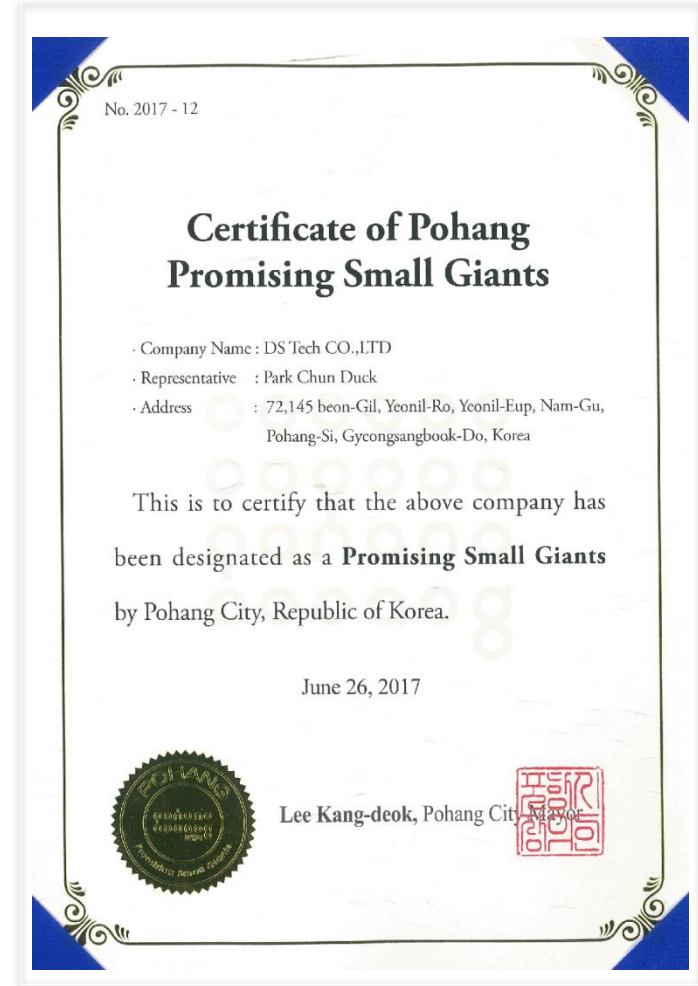 No. 2017 - 12
Certificate of Pohang
Promising Small Giants
· Company Name : DS Tech CO.,LTD
· Representative : Park Chun Duck
· Address : 72,145 beon-Gil, Yeonil-Ro, Yeonil-Eup, Nam-Gu,
Pohang-Si, Gyeongsangbook-Do, Korea
This is to certify that the above company has
been designated as a Promising Small Giants
by Pohang City, Republic of Korea.
June 26, 2017
POHANG
Promising Small Giants
Lee Kang-deok, Pohang City Mayor